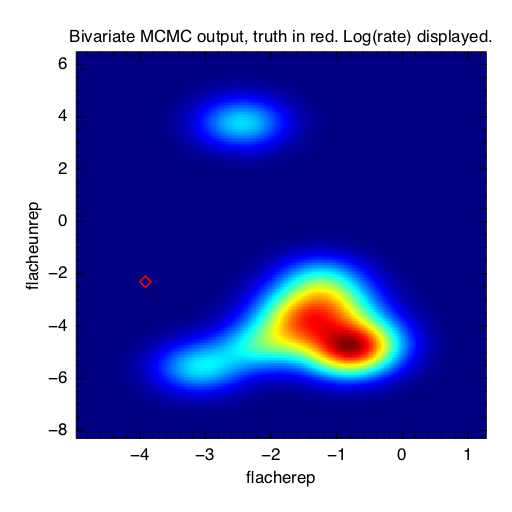 Bivariate MCMC output, truth in red. Log(rate) displayed.
6
4
2
0
−2
−4
−6
−8
flacheunrep
−4 −3 −2 −1 0 1
flacherep